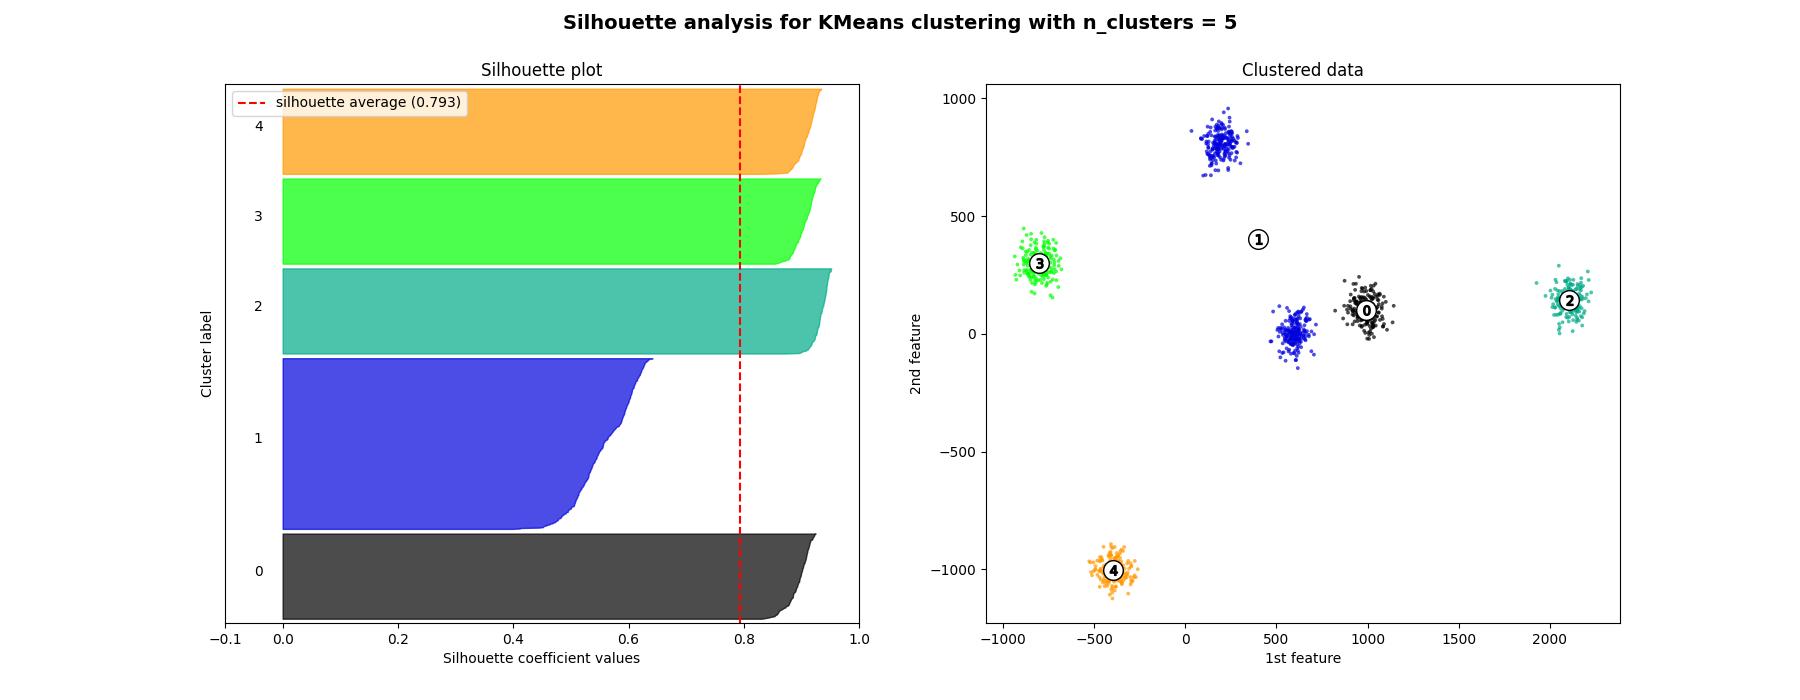 Silhouette analysis for KMeans clustering with n_clusters = 5
Silhouette plot
silhouette average (0.793)
4
3
2
1
0
Cluster label
−0.1 0.0 0.2 0.4 0.6 0.8 1.0
Silhouette coefficient values
Clustered data
1000
500
0
−500
−1000
2nd feature
1
3
2
0
4
−1000 −500 0 500 1000 1500 2000
1st feature